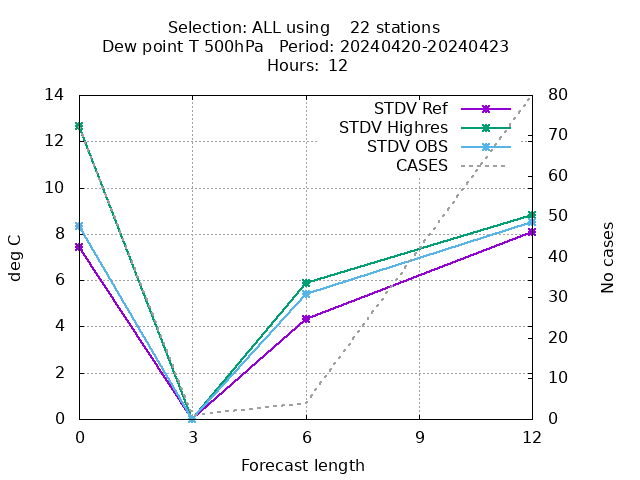 Selection: ALL using    22 stations
Dew point T 500hPa   Period: 20240420-20240423
Hours:  12
14 80
STDV Ref
70
STDV Highres
12
STDV OBS
CASES
60
10
50
8
40
6
30
4
20
2
10
0 0
0 3 6 9 12
deg C
No cases
Forecast length